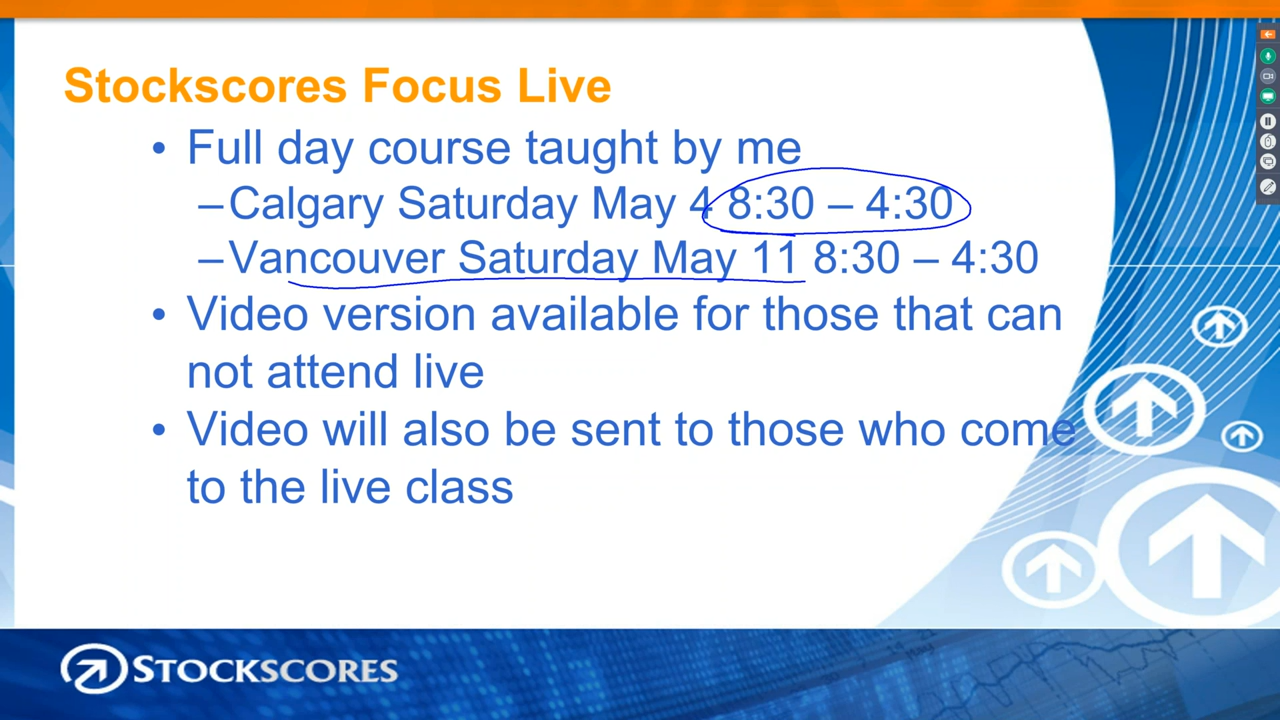 Stockscores Focus Live
• Full day course taught by me
–Calgary Saturday May 4 8:30 – 4:30
–Vancouver Saturday May 11 8:30 – 4:30
• Video version available for those that can
not attend live
• Video will also be sent to those who come
to the live class
STOCKSCORES